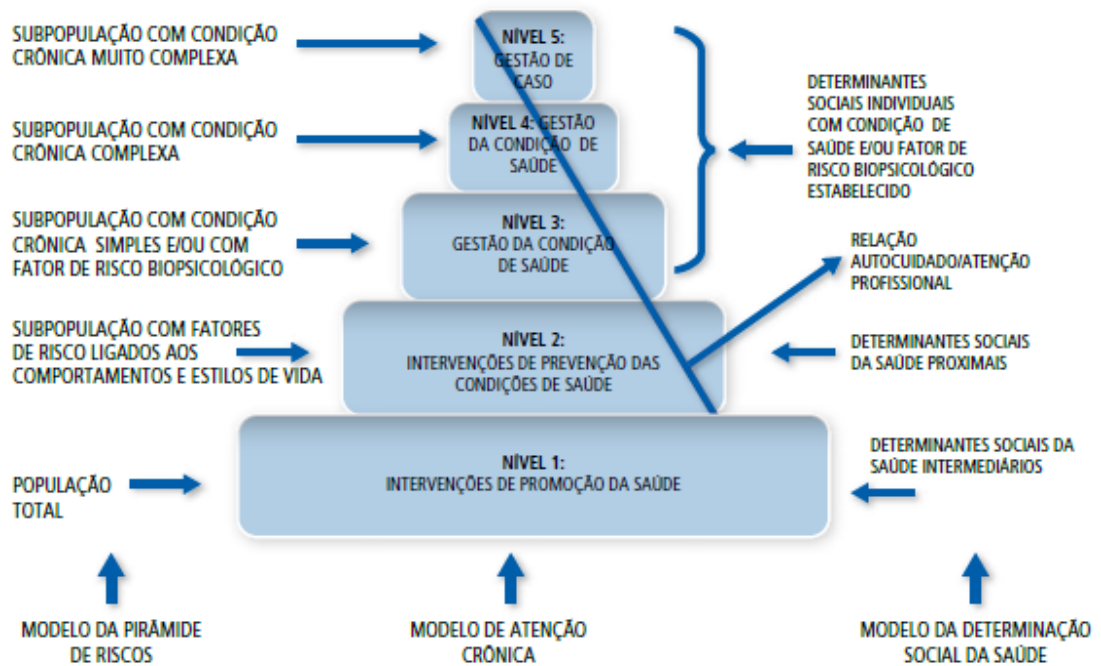 SUBPOPULAÇÃO COM CONDIÇÃO
CRÔNICA MUITO COMPLEXA
NÍVEL 5:
GESTÃO DE
CASO
DETERMINANTES
SOCIAIS INDIVIDUAIS
COM CONDIÇÃO DE
SAÚDE E/OU FATOR DE
RISCO BIOPSICOLÓGICO
ESTABELECIDO
SUBPOPULAÇÃO COM CONDIÇÃO
CRÔNICA COMPLEXA
NÍVEL 4: GESTÃO
DA CONDIÇÃO DE
SAÚDE
SUBPOPULAÇÃO COM CONDIÇÃO
CRÔNICA SIMPLES E/OU COM
FATOR DE RISCO BIOPSICOLÓGICO
NÍVEL 3:
GESTÃO DA CONDIÇÃO
DE SAÚDE
RELAÇÃO
AUTOCUIDADO/ATENÇÃO
PROFISSIONAL
SUBPOPULAÇÃO COM FATORES
DE RISCO LIGADOS AOS
COMPORTAMENTOS E ESTILOS DE VIDA
NÍVEL 2:
INTERVENÇÕES DE PREVENÇÃO DAS
CONDIÇÕES DE SAÚDE
DETERMINANTES SOCIAIS
DA SAÚDE PROXIMAIS
POPULAÇÃO
TOTAL
NÍVEL 1:
INTERVENÇÕES DE PROMOÇÃO DA SAÚDE
DETERMINANTES SOCIAIS DA
SAÚDE INTERMEDIÁRIOS
MODELO DA PIRÂMIDE
DE RISCOS
MODELO DE ATENÇÃO
CRÔNICA
MODELO DA DETERMINAÇÃO
SOCIAL DA SAÚDE